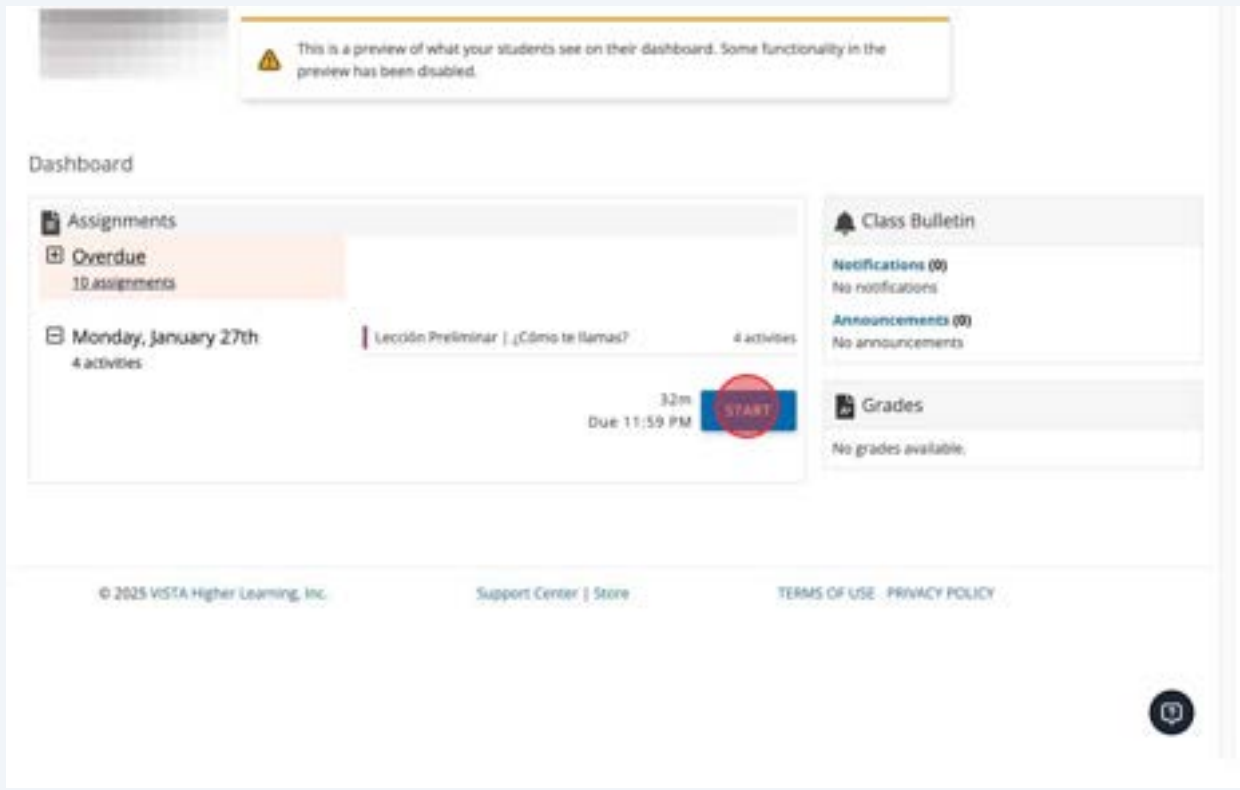 This is a preview of what your students see on their dashboard. Some functionality in the
preview has been disabled.
Dashboard
Assignments
Overdue
10 assignments
Monday, January 27th
4 activities
Lección Preliminar | ¿Cómo te llamas?
4 activities
32m
Due 11:59 PM
START
Class Bulletin
Notifications (0)
No notifications
Announcements (0)
No announcements
Grades
No grades available.
© 2025 VISTA Higher Learning, Inc.
Support Center | Store
TERMS OF USE PRIVACY POLICY